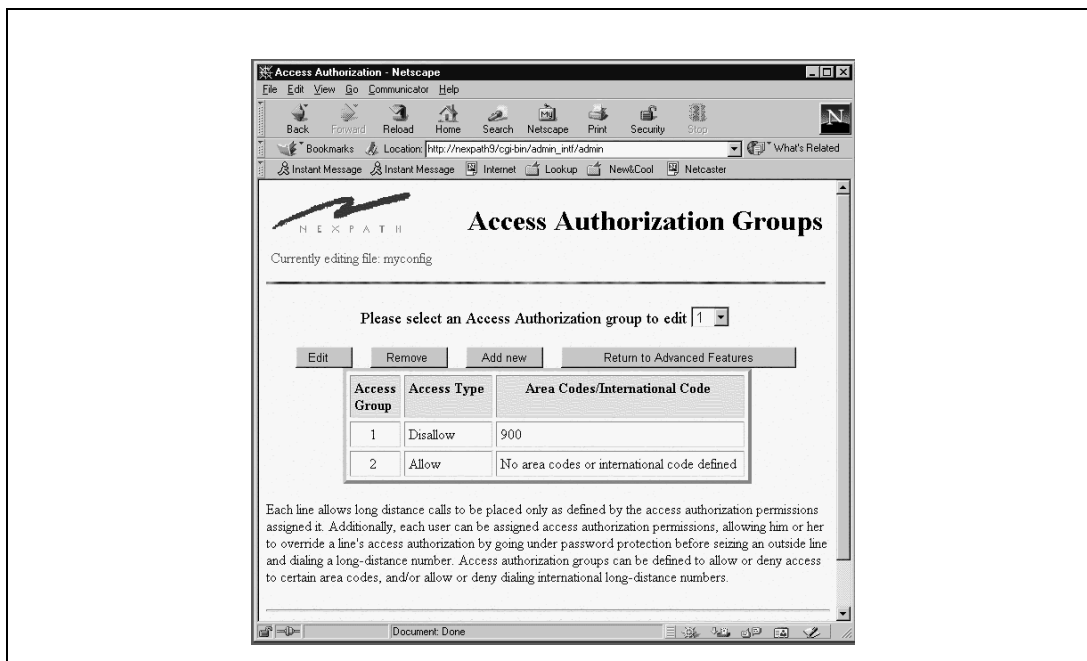 Access Authorization - Netscape
File Edit View Go Communicator Help
Back Forward Reload Home Search Netscape Print Security Stop
N
Bookmarks Location: http://nexpath9/cgi-bin/admin_intf/admin What's Related
Instant Message Instant Message Internet Lookup New&Cool Netcaster
NEXPATH
Access Authorization Groups
Currently editing file: myconfig
Please select an Access Authorization group to edit 1
Edit Remove Add new Return to Advanced Features
Access Group Access Type Area Codes/International Code
1 Disallow 900
2 Allow No area codes or international code defined
Each line allows long distance calls to be placed only as defined by the access authorization permissions
assigned it. Additionally, each user can be assigned access authorization permissions, allowing him or her
to override a line's access authorization by going under password protection before seizing an outside line
and dialing a long-distance number. Access authorization groups can be defined to allow or deny access
to certain area codes, and/or allow or deny dialing international long-distance numbers.
Document: Done